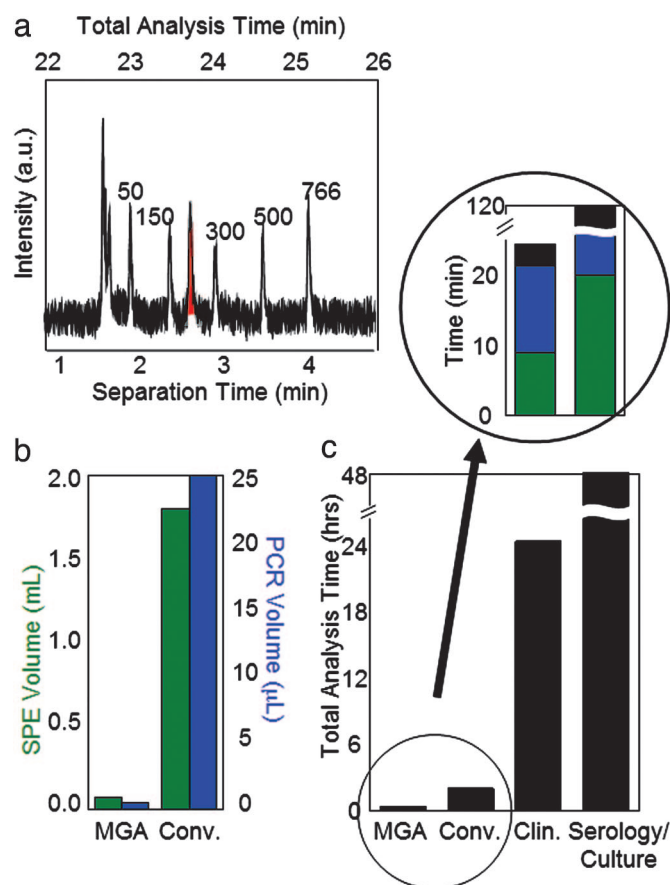 a
Total Analysis Time (min)
22 23 24 25 26
Intensity (a.u.)
50
150
300
500
766
1 2 3 4
Separation Time (min)
120
20
10
0
Time (min)
b
2.0
1.5
1.0
0.5
0.0
SPE Volume (mL)
25
20
15
10
5
0
PCR Volume (μL)
MGA Conv.
c
48
24
18
12
6
0
Total Analysis Time (hrs)
MGA Conv. Clin. Serology/
Culture